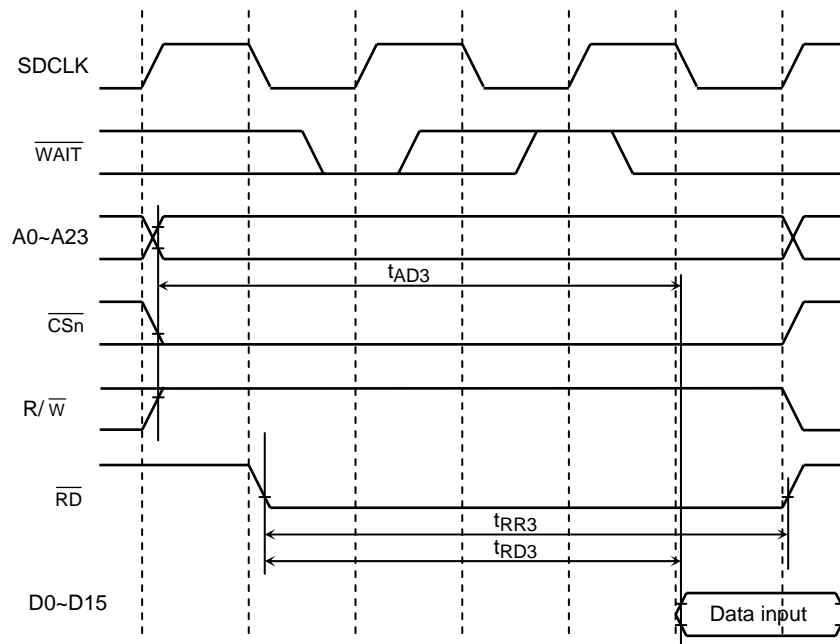 SDCLK
WAIT
A0~A23
tAD3
CSn
R/ W
RD
tRR3
tRD3
D0~D15
Data input